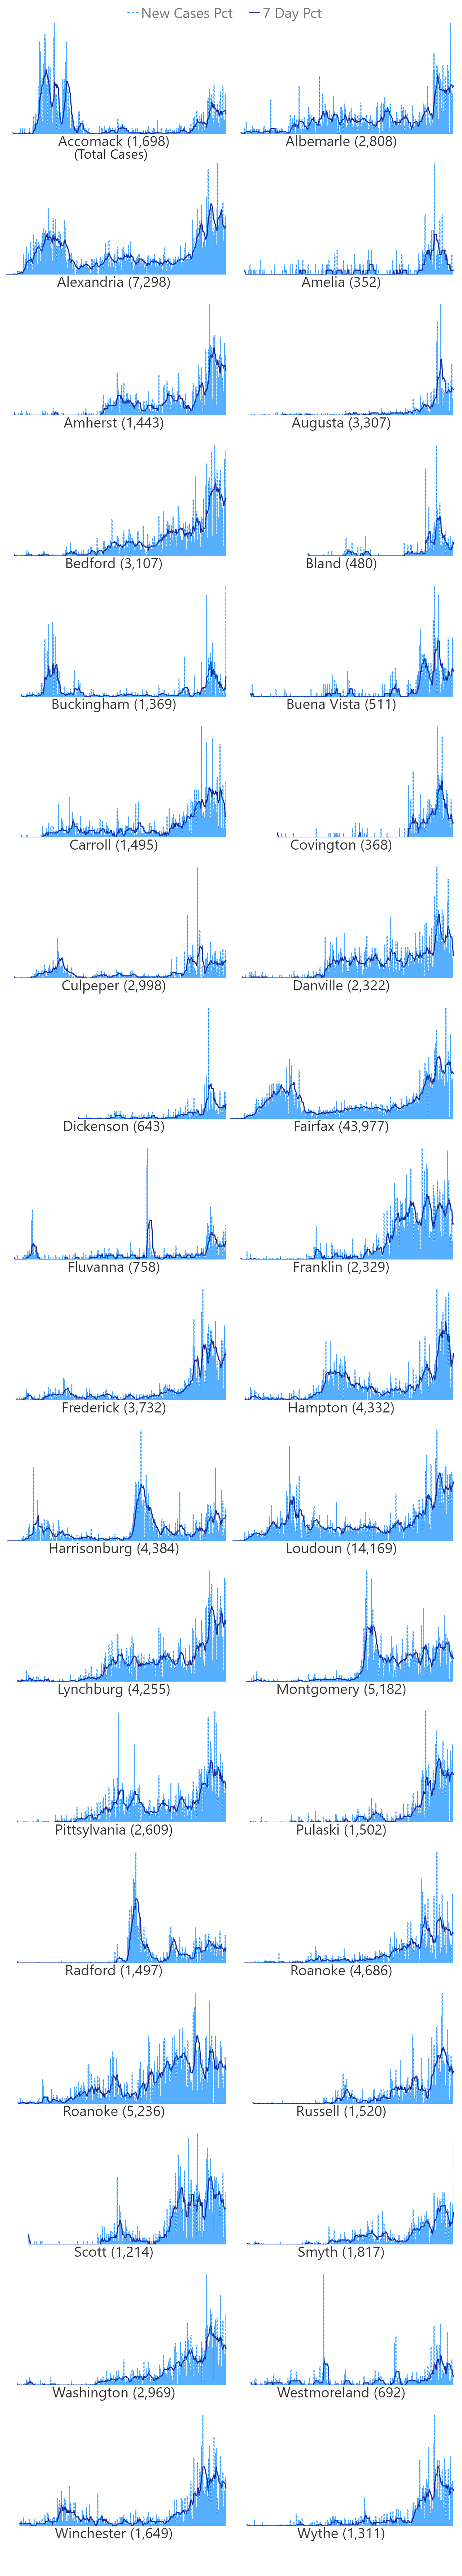 New Cases Pct 7 Day Pct
Accomack (1,698) Albemarle (2,808)
(Total Cases)
Alexandria (7,298) Amelia (352)
Amherst (1,443) Augusta (3,307)
Bedford (3,107) Bland (480)
Buckingham (1,369) Buena Vista (511)
Carroll (1,495) Covington (368)
Culpeper (2,998) Danville (2,322)
Dickenson (643) Fairfax (43,977)
Fluvanna (758) Franklin (2,329)
Frederick (3,732) Hampton (4,332)
Harrisonburg (4,384) Loudoun (14,169)
Lynchburg (4,255) Montgomery (5,182)
Pittsylvania (2,609) Pulaski (1,502)
Radford (1,497) Roanoke (4,686)
Roanoke (5,236) Russell (1,520)
Scott (1,214) Smyth (1,817)
Washington (2,969) Westmoreland (692)
Winchester (1,649) Wythe (1,311)